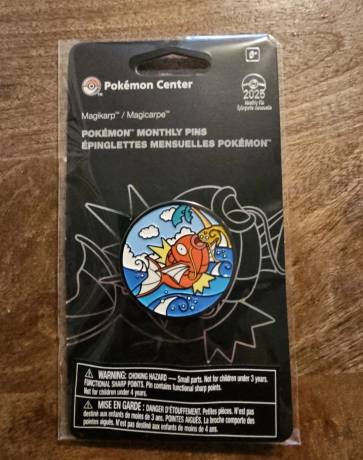 Pokémon Center
TM
Magikarp™ / Magicarpe™
2025
Monthly Pin
Épinglette mensuelle
POKÉMON™ MONTHLY PINS
ÉPINGLETTES MENSUELLES POKÉMON™
WARNING: CHOKING HAZARD — Small parts. Not for children under 3 years.
FUNCTIONAL SHARP POINTS. Pin contains functional sharp points.
Not for children under 4 years.
MISE EN GARDE : DANGER D'ÉTOUFFEMENT. Petites pièces. N'est pas
destiné aux enfants de moins de 3 ans. POINTES AIGUËS. La broche comporte des
pointes aiguës. N'est pas destiné aux enfants de moins de 4 ans.